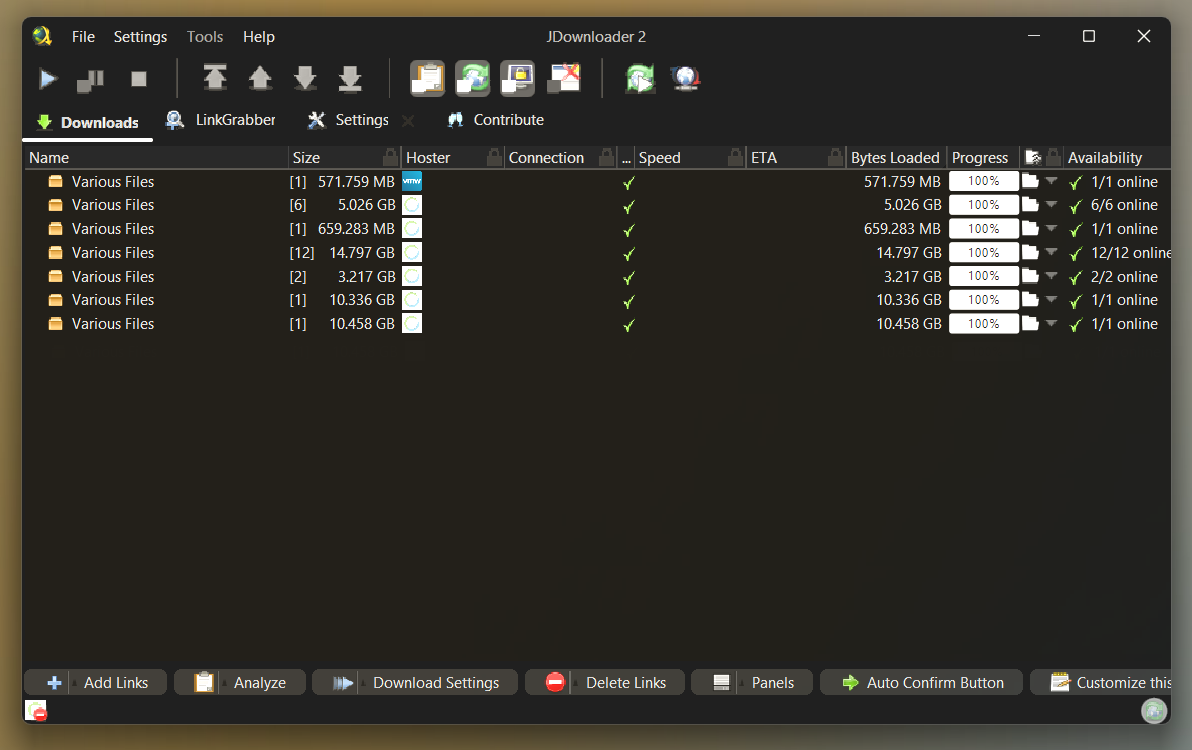 File Settings Tools Help JDownloader 2
Downloads LinkGrabber Settings Contribute
Name Size Hoster Connection ... Speed ETA Bytes Loaded Progress Availability
Various Files [1] 571.759 MB 571.759 MB 100% 1/1 online
Various Files [6] 5.026 GB 5.026 GB 100% 6/6 online
Various Files [1] 659.283 MB 659.283 MB 100% 1/1 online
Various Files [12] 14.797 GB 14.797 GB 100% 12/12 online
Various Files [2] 3.217 GB 3.217 GB 100% 2/2 online
Various Files [1] 10.336 GB 10.336 GB 100% 1/1 online
Various Files [1] 10.458 GB 10.458 GB 100% 1/1 online
Add Links Analyze Download Settings Delete Links Panels Auto Confirm Button Customize this